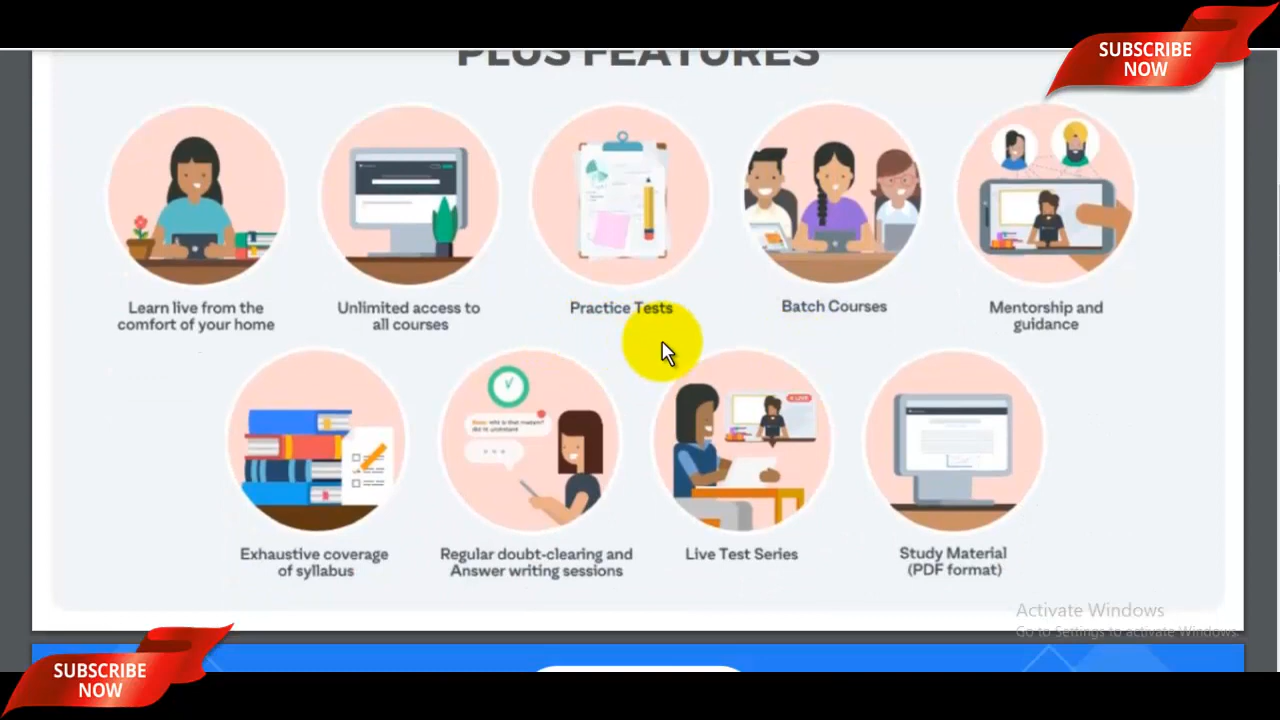 PLUS FEATURES
SUBSCRIBE
NOW
Learn live from the
comfort of your home
Unlimited access to
all courses
Practice Tests
Batch Courses
Mentorship and
guidance
LIVE
Exhaustive coverage
of syllabus
Regular doubt-clearing and
Answer writing sessions
Live Test Series
Study Material
(PDF format)
Activate Windows
Go to Settings to activate Windows.
SUBSCRIBE
NOW